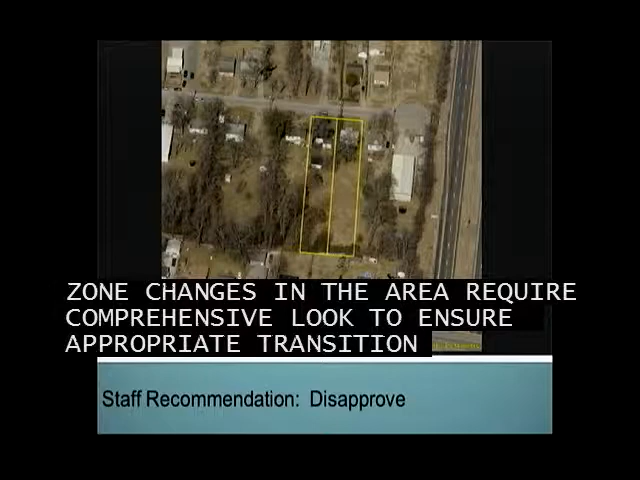 ZONE CHANGES IN THE AREA REQUIRE
COMPREHENSIVE LOOK TO ENSURE
APPROPRIATE TRANSITION
Staff Recommendation: Disapprove